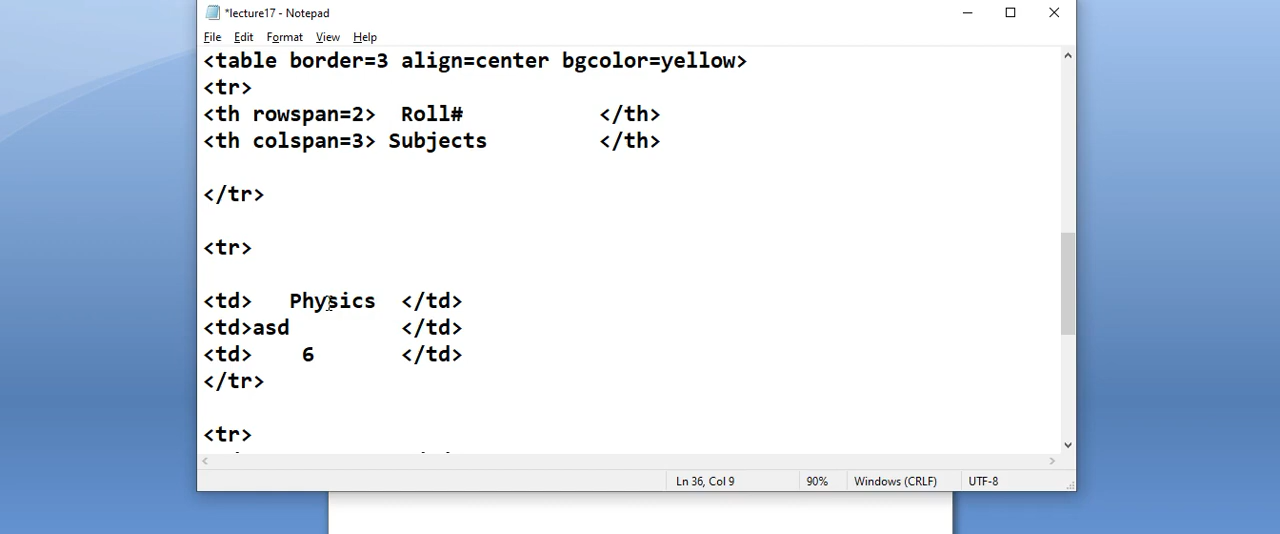 *lecture17 - Notepad
File Edit Format View Help
<table border=3 align=center bgcolor=yellow>
<tr>
<th rowspan=2>  Roll#           </th>
<th colspan=3> Subjects         </th>
</tr>
<tr>
<td>   Physics  </td>
<td>asd         </td>
<td>    6       </td>
</tr>
<tr>
Ln 36, Col 9 90% Windows (CRLF) UTF-8